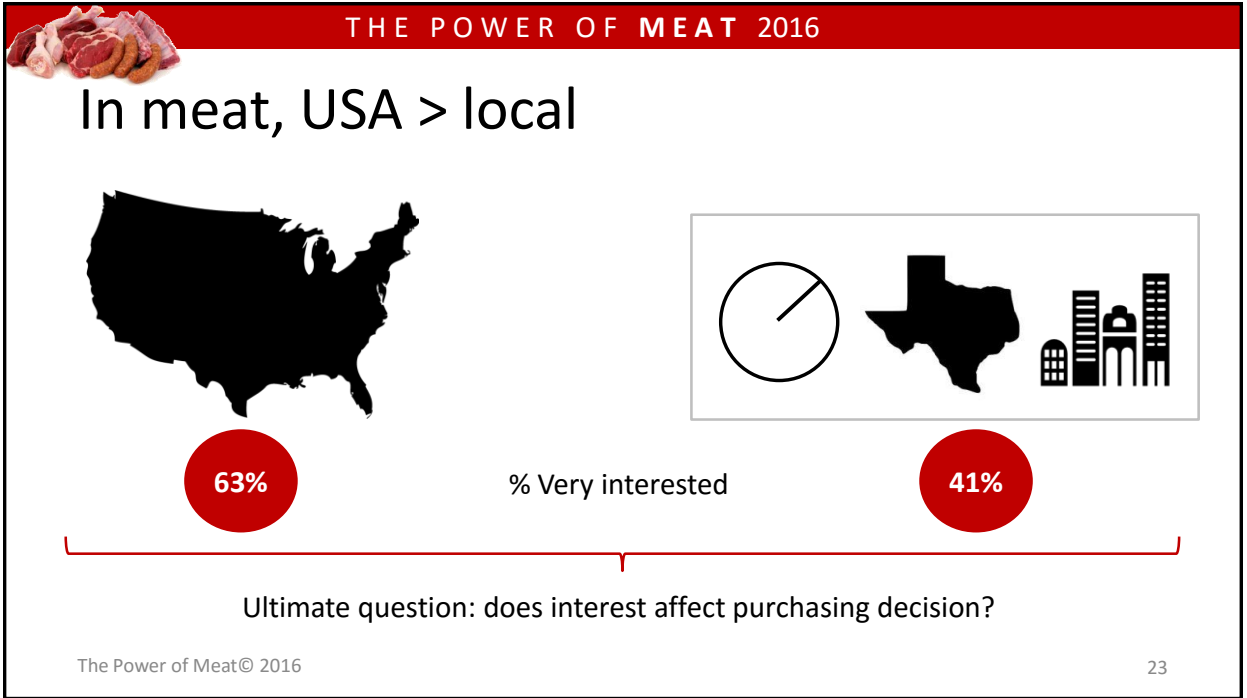 THE POWER OF MEAT 2016
In meat, USA > local
63%
% Very interested
41%
Ultimate question: does interest affect purchasing decision?
The Power of Meat© 2016
23